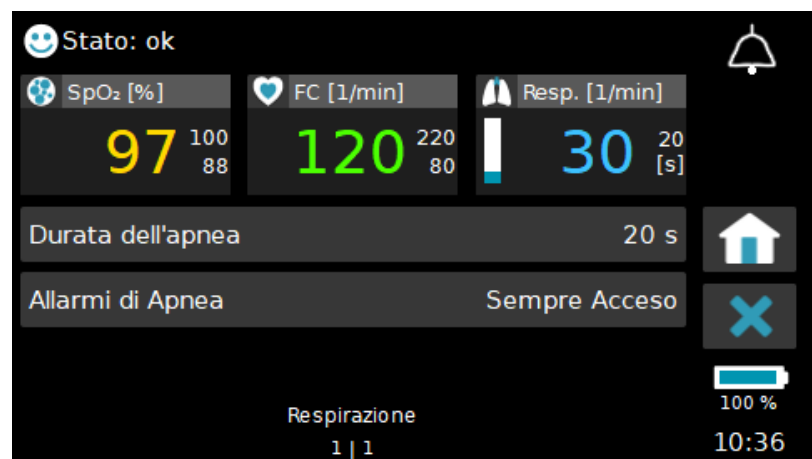 Stato: ok
SpO₂ [%]
FC [1/min]
Resp. [1/min]
97 100 88
120 220 80
30 20 [s]
Durata dell'apnea 20 s
Allarmi di Apnea Sempre Acceso
100 %
Respirazione
1 | 1
10:36